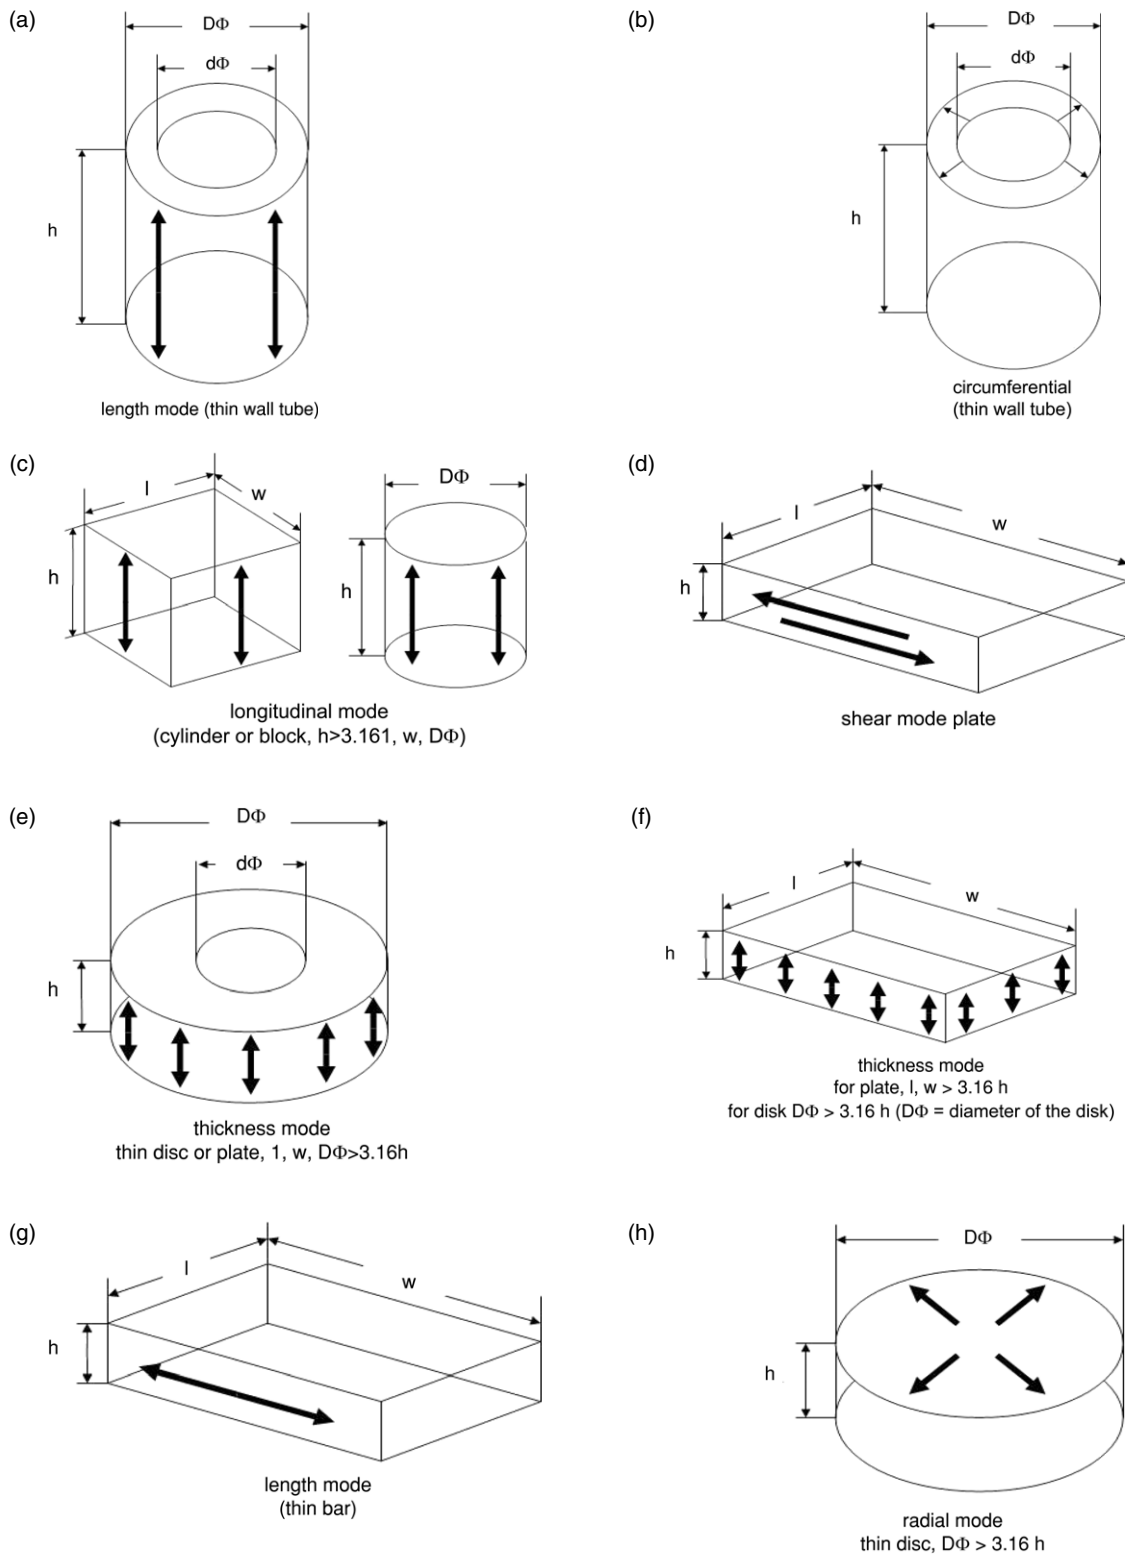 (a)
DΦ
dΦ
h
length mode (thin wall tube)
(b)
DΦ
dΦ
h
circumferential
(thin wall tube)
(c)
l
w
h
DΦ
h
longitudinal mode
(cylinder or block, h>3.161, w, DΦ)
(d)
l
w
h
shear mode plate
(e)
DΦ
dΦ
h
thickness mode
thin disc or plate, 1, w, DΦ>3.16h
(f)
l
w
h
thickness mode
for plate, l, w > 3.16 h
for disk DΦ > 3.16 h (DΦ = diameter of the disk)
(g)
l
w
h
length mode
(thin bar)
(h)
DΦ
h
radial mode
thin disc, DΦ > 3.16 h